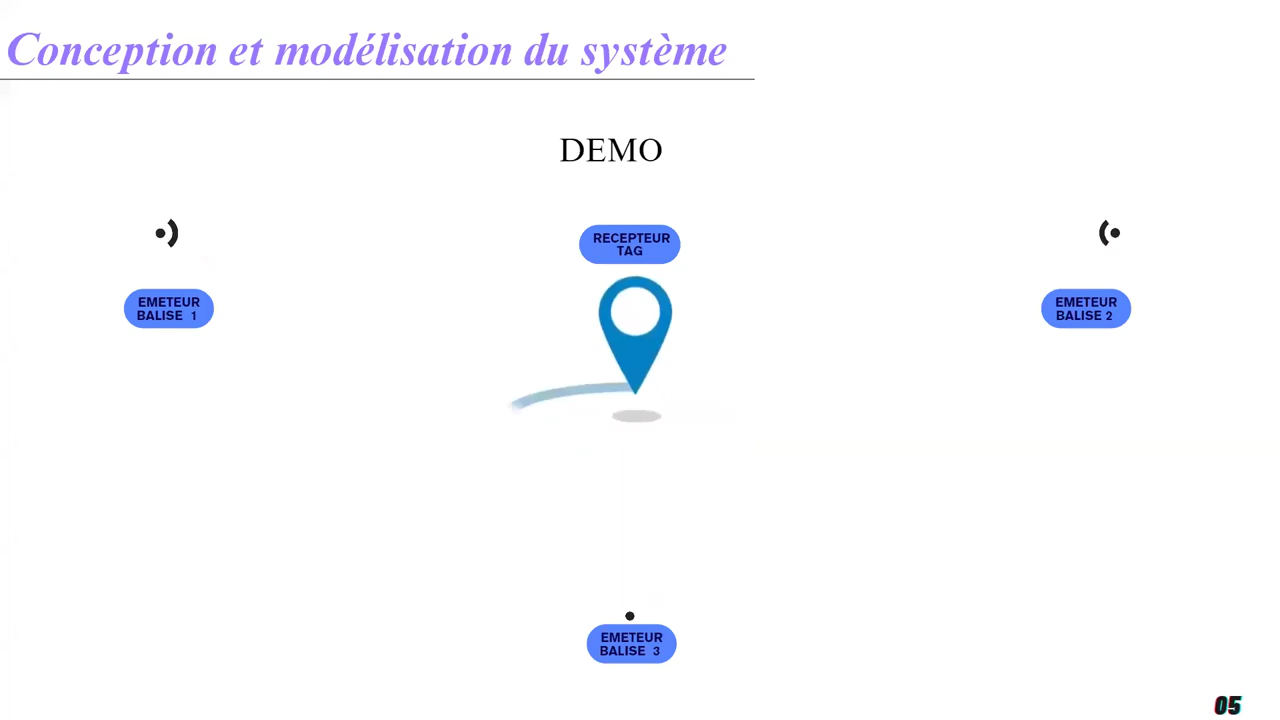 Conception et modélisation du système
DEMO
RECEPTEUR
TAG
EMETEUR
BALISE 1
EMETEUR
BALISE 2
EMETEUR
BALISE 3
05